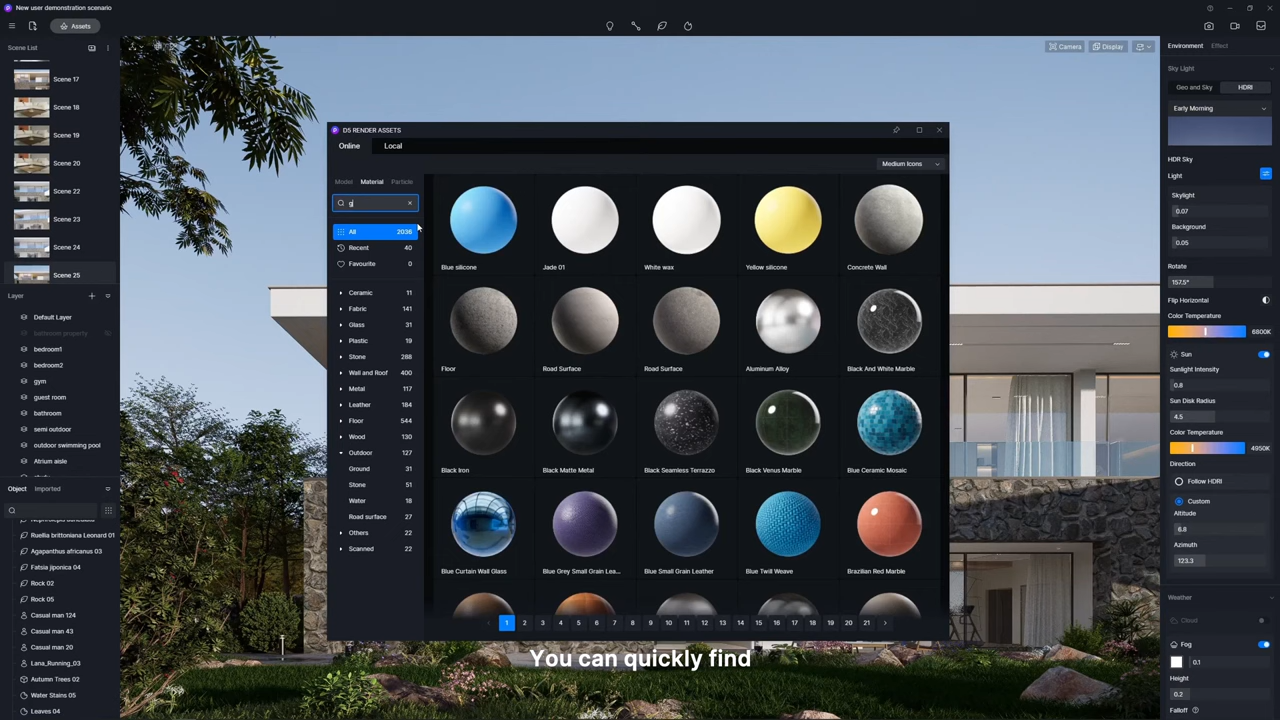 New user demonstration scenario
Assets
Scene List
Scene 17
Scene 18
Scene 19
Scene 20
Scene 22
Scene 23
Scene 24
Scene 25
Layer
Default Layer
bathroom property
bedroom1
bedroom2
gym
guest room
bathroom
semi outdoor
outdoor swimming pool
Atrium aisle
Object
Imported
Ruellia brittoniana Leonard 01
Agapanthus africanus 03
Fatsia jiponica 04
Rock 02
Rock 05
Casual man 124
Casual man 43
Casual man 20
Lana_Running_03
Autumn Trees 02
Water Stains 05
Leaves 04
Camera
Display
D5 RENDER ASSETS
Online
Local
Medium Icons
Model
Material
Particle
g
All 2036
Recent 40
Favourite 0
Ceramic 11
Fabric 141
Glass 31
Plastic 19
Stone 288
Wall and Roof 400
Metal 117
Leather 184
Floor 544
Wood 130
Outdoor 127
Ground 31
Stone 51
Water 18
Road surface 27
Others 22
Scanned 22
Blue silicone
Jade 01
White wax
Yellow silicone
Concrete Wall
Floor
Road Surface
Road Surface
Aluminum Alloy
Black And White Marble
Black Iron
Black Matte Metal
Black Seamless Terrazzo
Black Venus Marble
Blue Ceramic Mosaic
Blue Curtain Wall Glass
Blue Grey Small Grain Lea...
Blue Small Grain Leather
Blue Twill Weave
Brazilian Red Marble
1 2 3 4 5 6 7 8 9 10 11 12 13 14 15 16 17 18 19 20 21
You can quickly find
Environment
Effect
Sky Light
Geo and Sky
HDRI
Early Morning
HDR Sky
Light
Skylight
0.07
Background
0.05
Rotate
157.5°
Flip Horizontal
Color Temperature
6800K
Sun
Sunlight Intensity
0.8
Sun Disk Radius
4.5
Color Temperature
4950K
Direction
Follow HDRI
Custom
Altitude
6.8
Azimuth
123.3
Weather
Cloud
Fog
0.1
Height
0.2
Falloff